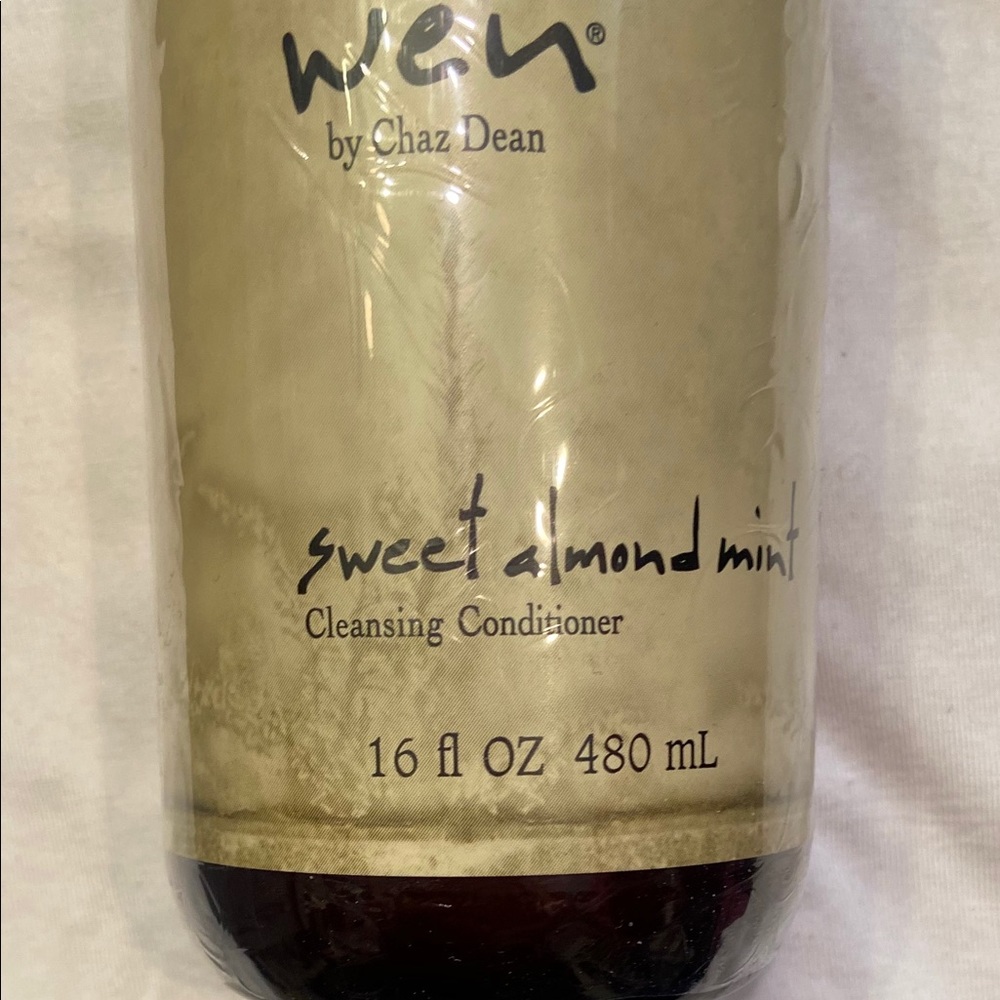 wen®
by Chaz Dean
sweet almond mint
Cleansing Conditioner
16 fl OZ 480 mL